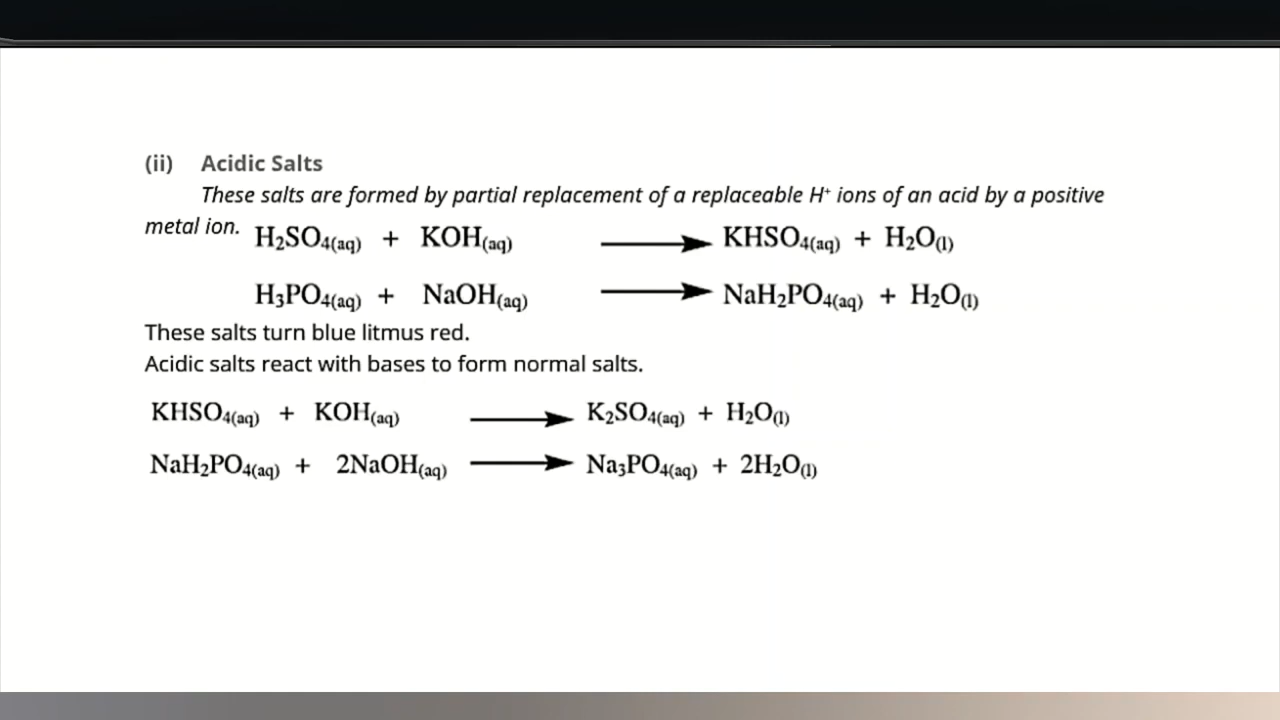 (ii) Acidic Salts
These salts are formed by partial replacement of a replaceable H⁺ ions of an acid by a positive
metal ion.
H₂SO₄(aq) + KOH(aq) ⟶ KHSO₄(aq) + H₂O(l)
H₃PO₄(aq) + NaOH(aq) ⟶ NaH₂PO₄(aq) + H₂O(l)
These salts turn blue litmus red.
Acidic salts react with bases to form normal salts.
KHSO₄(aq) + KOH(aq) ⟶ K₂SO₄(aq) + H₂O(l)
NaH₂PO₄(aq) + 2NaOH(aq) ⟶ Na₃PO₄(aq) + 2H₂O(l)